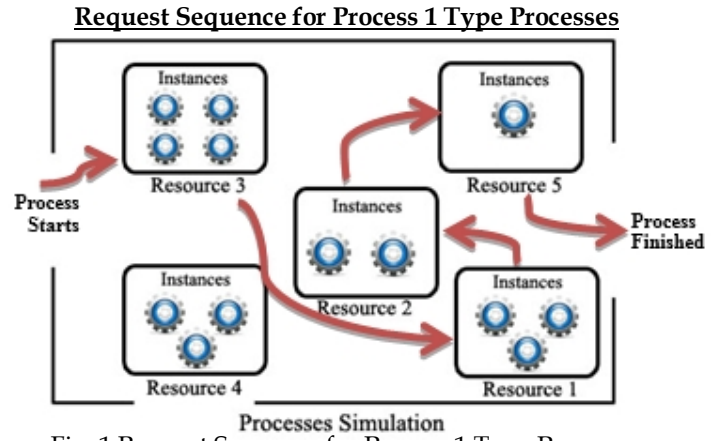 Request Sequence for Process 1 Type Processes
Instances
Resource 3
Instances
Resource 5
Process
Starts
Instances
Resource 2
Process
Finished
Instances
Resource 4
Instances
Resource 1
Processes Simulation